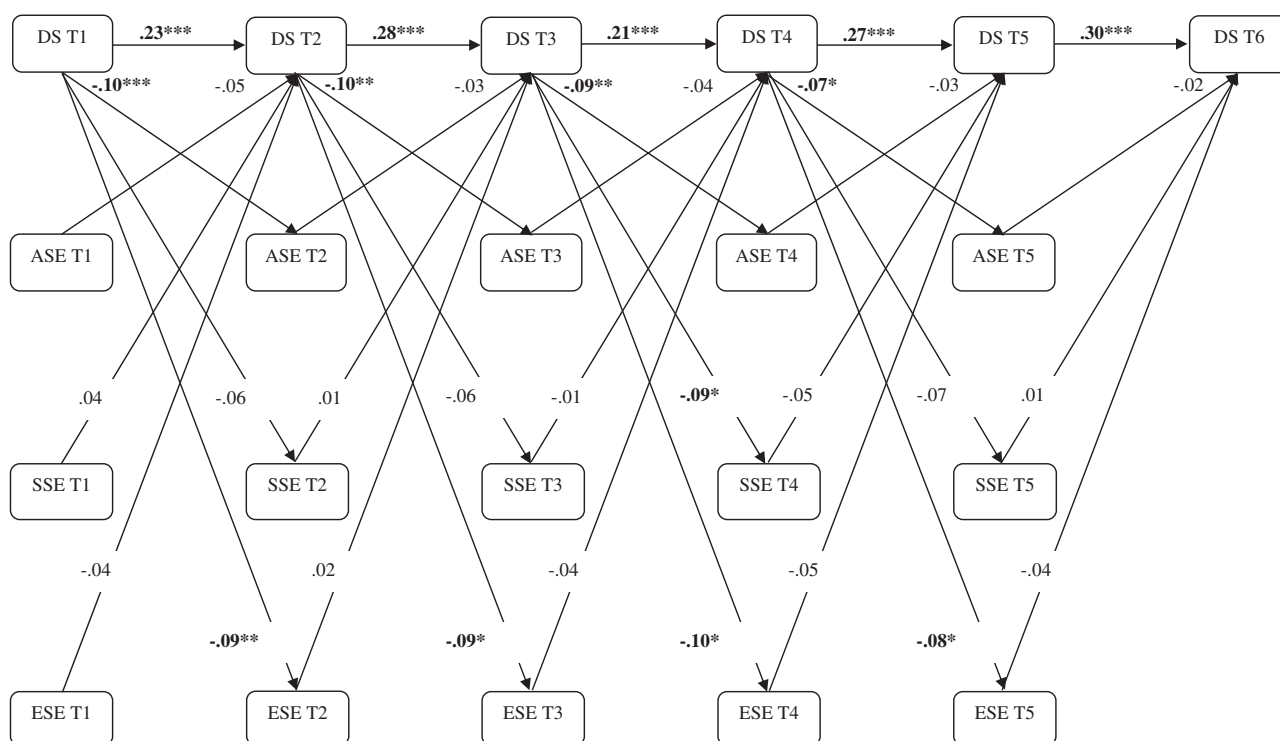 DS T1 .23*** DS T2 .28*** DS T3 .21*** DS T4 .27*** DS T5 .30*** DS T6
-.10*** -.05 -.10** -.03 -.09** -.04 -.07* -.03 -.02
ASE T1 ASE T2 ASE T3 ASE T4 ASE T5
.04 -.06 .01 -.06 -.01 -.09* -.05 -.07 .01
SSE T1 SSE T2 SSE T3 SSE T4 SSE T5
-.04 .02 -.04 -.05 -.04
-.09** -.09* -.10* -.08*
ESE T1 ESE T2 ESE T3 ESE T4 ESE T5